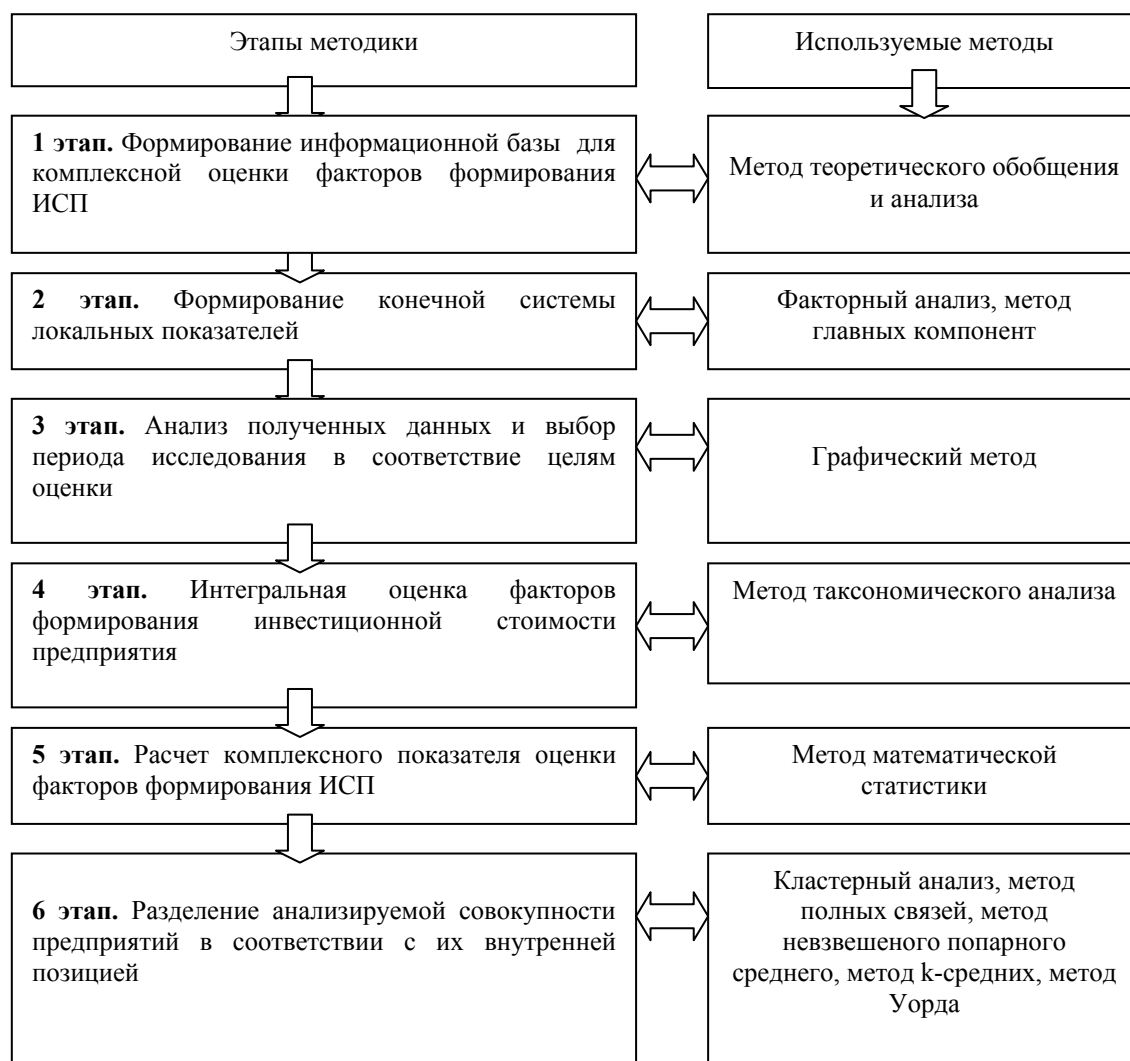 Этапы методики
Используемые методы
1 этап. Формирование информационной базы для
комплексной оценки факторов формирования
ИСП
Метод теоретического обобщения
и анализа
2 этап. Формирование конечной системы
локальных показателей
Факторный анализ, метод
главных компонент
3 этап. Анализ полученных данных и выбор
периода исследования в соответствие целям
оценки
Графический метод
4 этап. Интегральная оценка факторов
формирования инвестиционной стоимости
предприятия
Метод таксономического анализа
5 этап. Расчет комплексного показателя оценки
факторов формирования ИСП
Метод математической
статистики
6 этап. Разделение анализируемой совокупности
предприятий в соответствии с их внутренней
позицией
Кластерный анализ, метод
полных связей, метод
невзвешеного попарного
среднего, метод k-средних, метод
Уорда